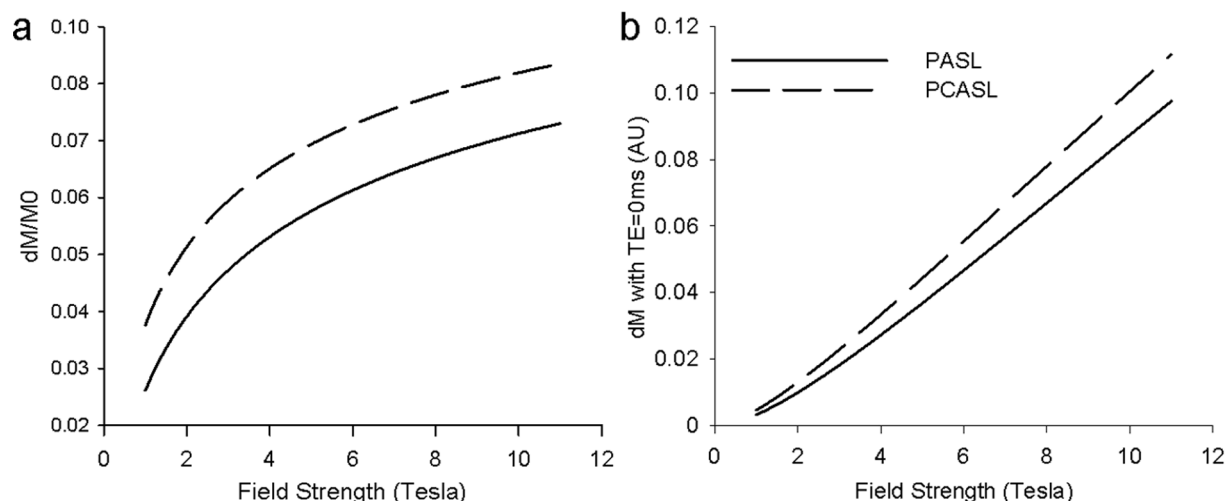 a
0.10
0.09
0.08
0.07
0.06
0.05
0.04
0.03
0.02
0 2 4 6 8 10 12
dM/M0
Field Strength (Tesla)
b
PASL
PCASL
0.12
0.10
0.08
0.06
0.04
0.02
0
0 2 4 6 8 10 12
dM with TE=0ms (AU)
Field Strength (Tesla)